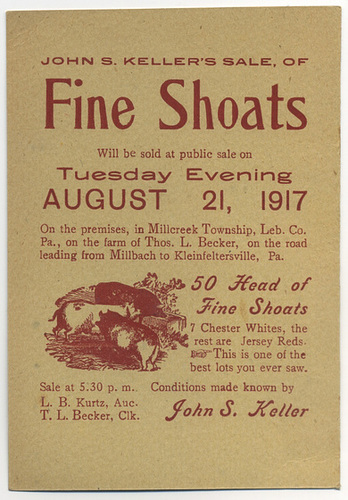 JOHN S. KELLER'S SALE, OF
Fine Shoats
Will be sold at public sale on
Tuesday Evening
AUGUST 21, 1917
On the premises, in Millcreek Township, Leb. Co.
Pa., on the farm of Thos. L. Becker, on the road
leading from Millbach to Kleinfeltersville, Pa.
50 Head of
Fine Shoats
7 Chester Whites, the
rest are Jersey Reds.
☞This is one of the
best lots you ever saw.
Sale at 5.30 p. m.
L. B. Kurtz, Auc.
T. L. Becker, Clk.
Conditions made known by
John S. Keller